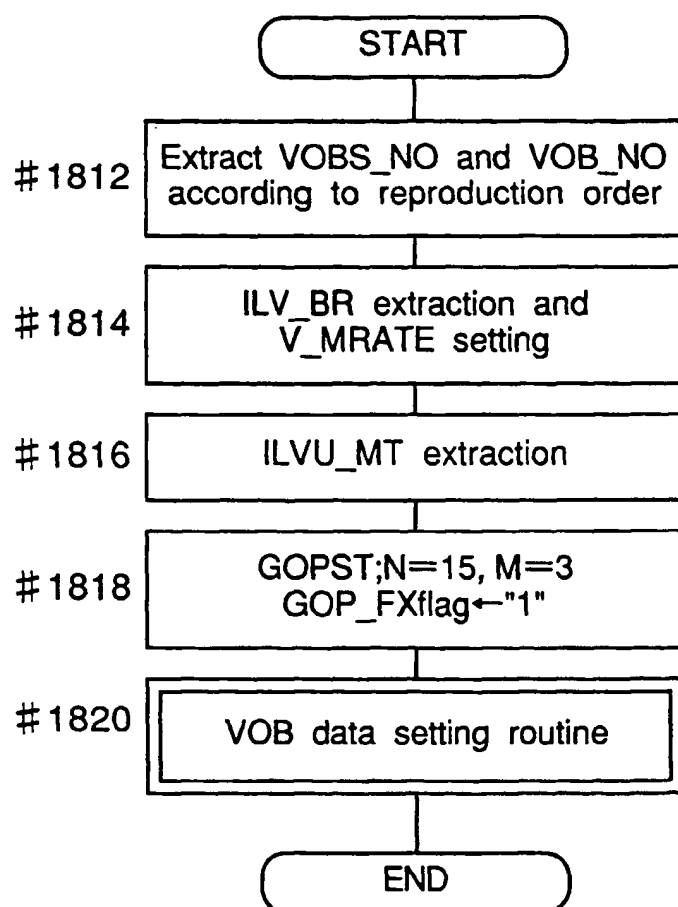 START
#1812 Extract VOBS_NO and VOB_NO
according to reproduction order
#1814 ILV_BR extraction and
V_MRATE setting
#1816 ILVU_MT extraction
#1818 GOPST;N=15, M=3
GOP_FXflag←"1"
#1820 VOB data setting routine
END